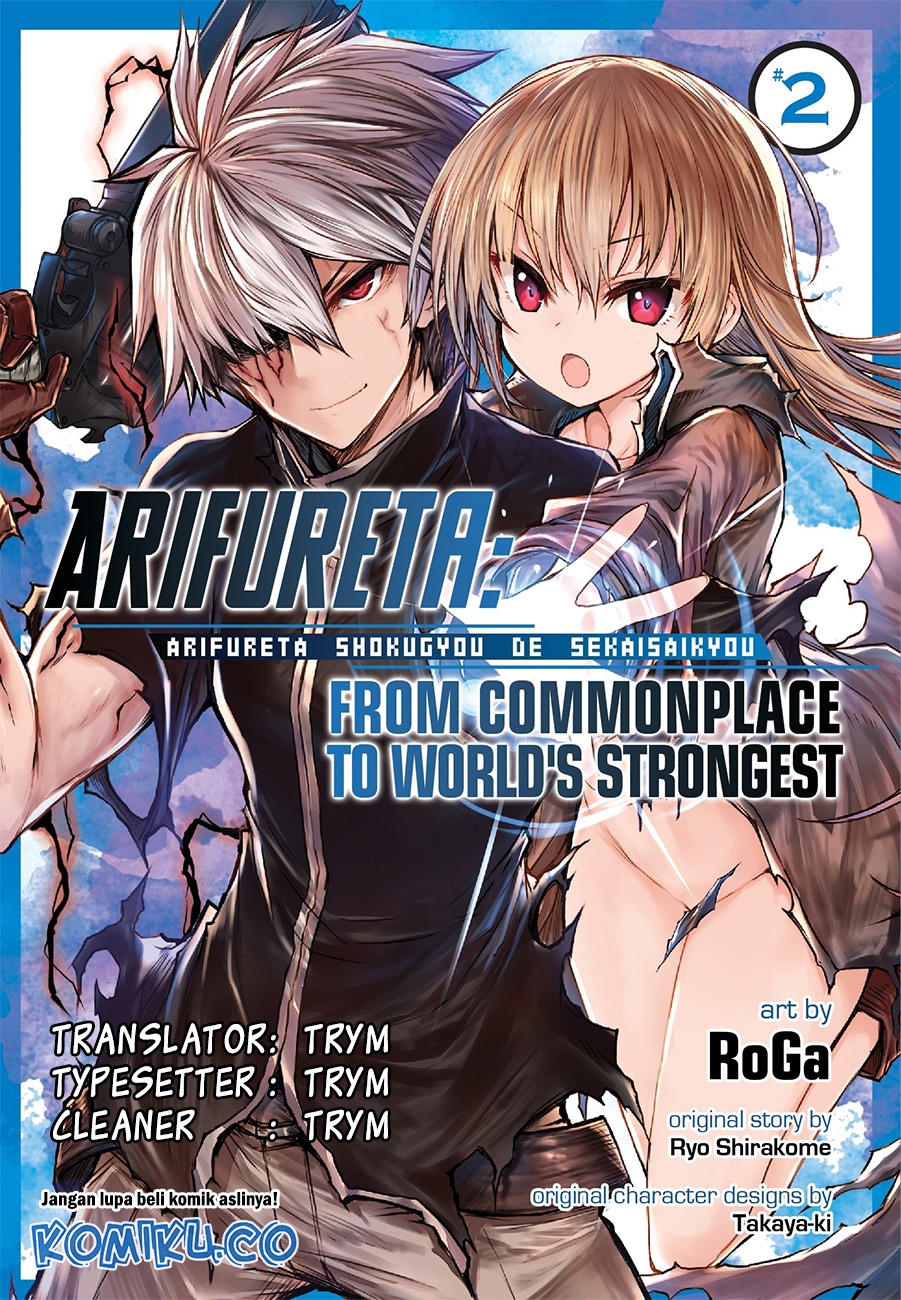 #2
ARIFURETA:
ARIFURETA SHOKUGYOU DE SEKAISAIKYOU
FROM COMMONPLACE
TO WORLD'S STRONGEST
art by
RoGa
original story by
Ryo Shirakome
original character designs by
Takaya-ki
TRANSLATOR: TRYM
TYPESETTER : TRYM
CLEANER : TRYM
Jangan lupa beli komik aslinya!
KOMIKU.CO